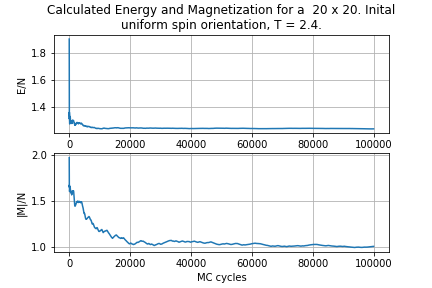 Calculated Energy and Magnetization for a  20 x 20. Inital
uniform spin orientation, T = 2.4.
E/N
1.8
1.6
1.4
0 20000 40000 60000 80000 100000
|M|/N
2.0
1.5
1.0
0 20000 40000 60000 80000 100000
MC cycles